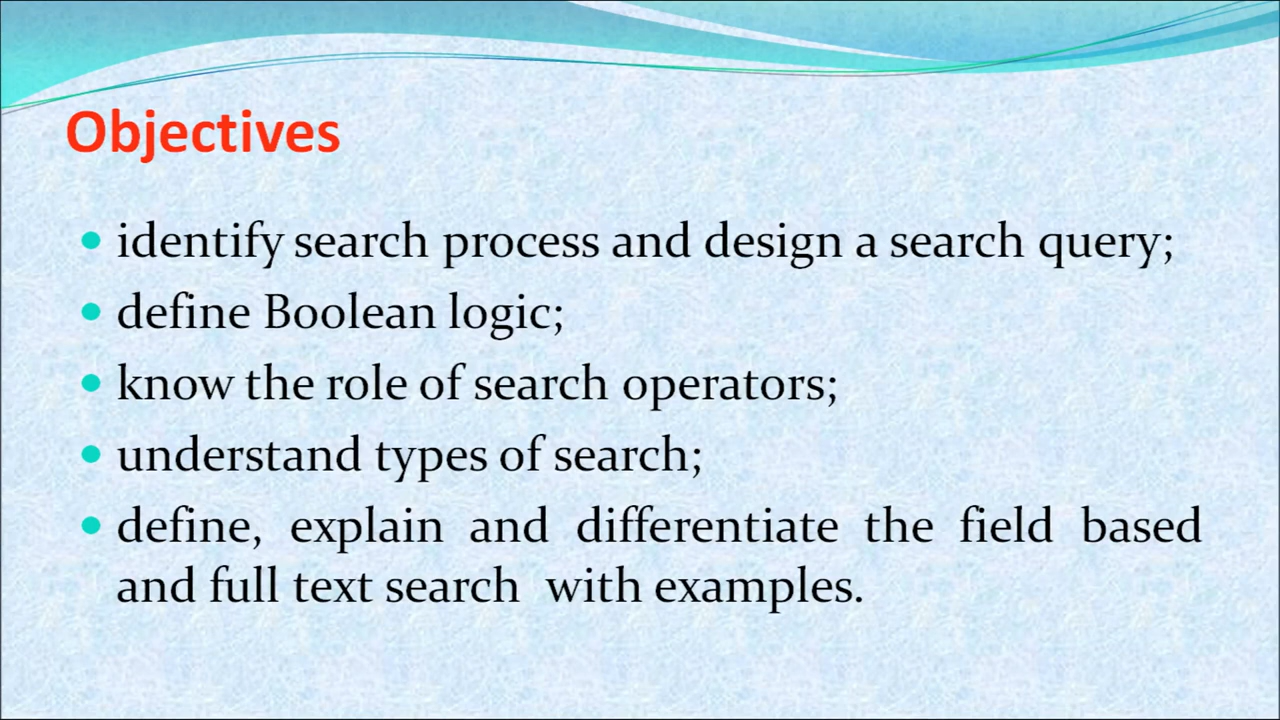 Objectives
identify search process and design a search query;
define Boolean logic;
know the role of search operators;
understand types of search;
define, explain and differentiate the field based
and full text search with examples.